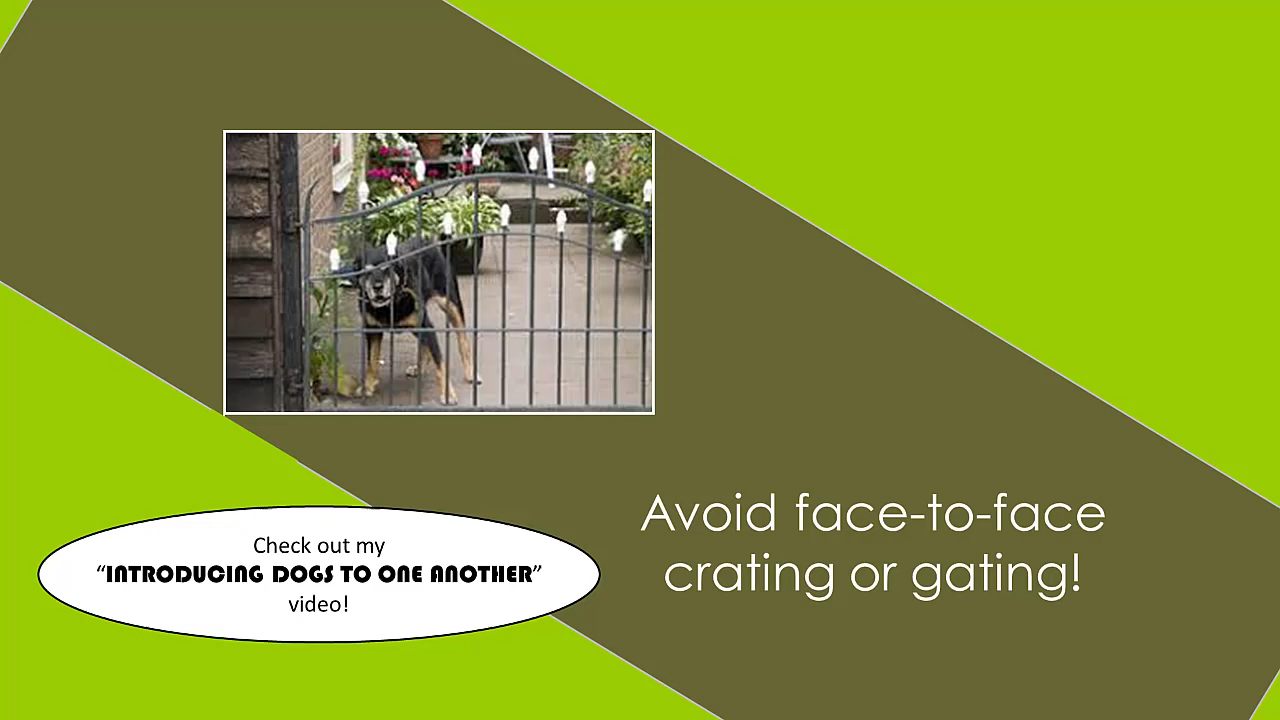 Avoid face-to-face
crating or gating!
Check out my
“INTRODUCING DOGS TO ONE ANOTHER”
video!